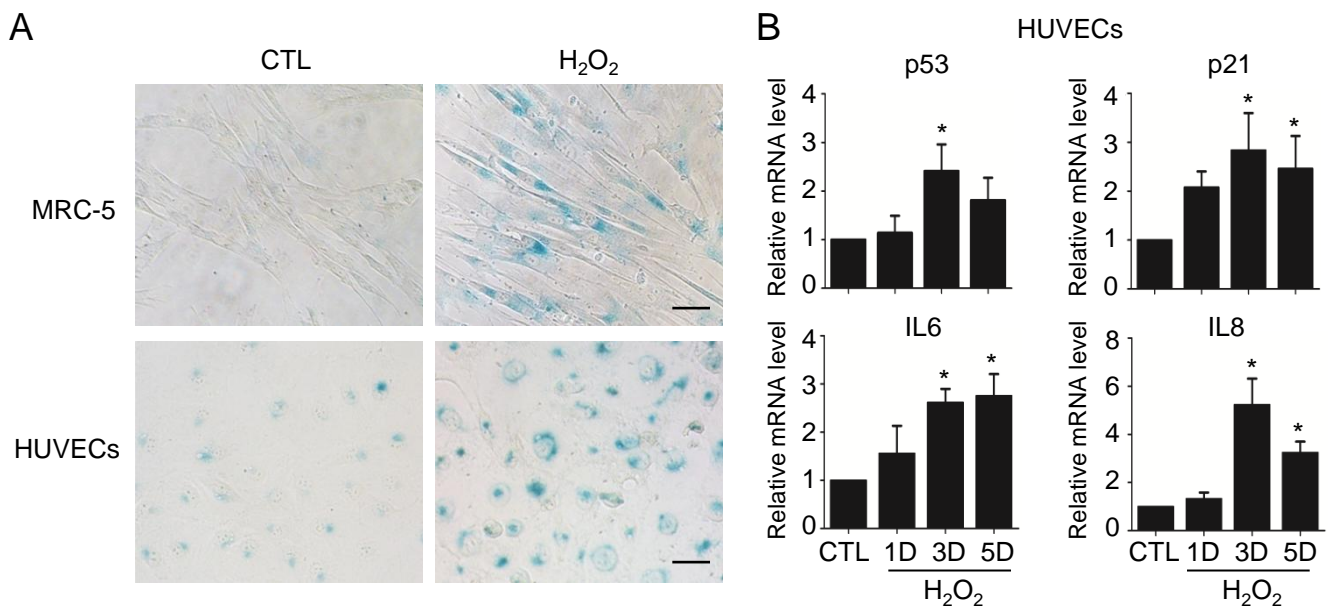 A
CTL
H₂O₂
MRC-5
HUVECs
B
HUVECs
p53
Relative mRNA level
4
3
2
1
0
*
p21
Relative mRNA level
4
3
2
1
0
*
*
IL6
Relative mRNA level
4
3
2
1
0
*
*
CTL 1D 3D 5D
H₂O₂
IL8
Relative mRNA level
8
6
4
2
0
*
*
CTL 1D 3D 5D
H₂O₂